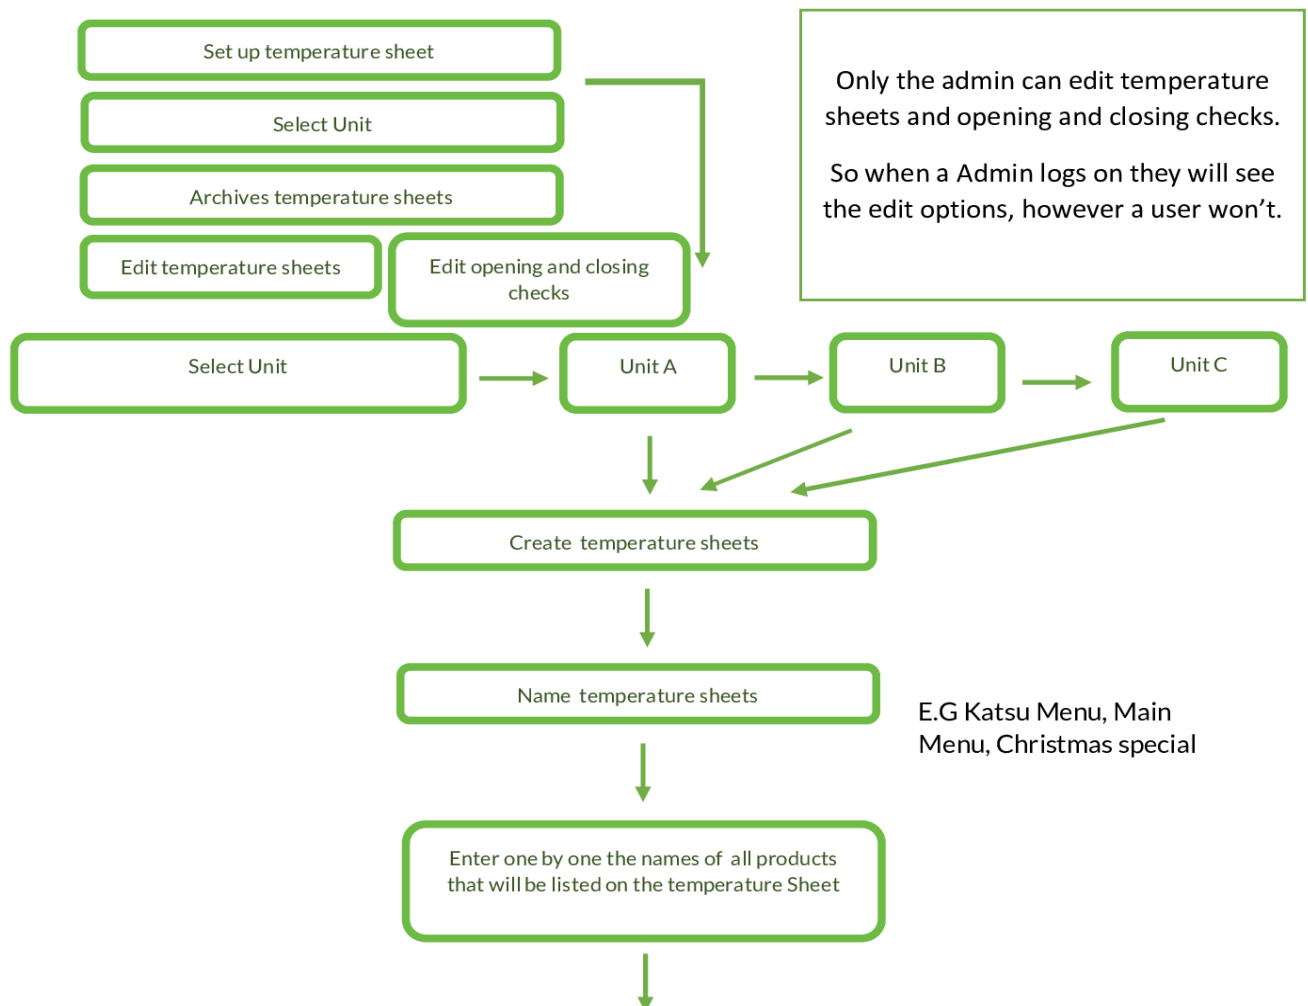 Set up temperature sheet
Select Unit
Archives temperature sheets
Edit temperature sheets
Edit opening and closing
checks
Only the admin can edit temperature
sheets and opening and closing checks.
So when a Admin logs on they will see
the edit options, however a user won’t.
Select Unit
Unit A
Unit B
Unit C
Create temperature sheets
Name temperature sheets
E.G Katsu Menu, Main
Menu, Christmas special
Enter one by one the names of all products
that will be listed on the temperature Sheet